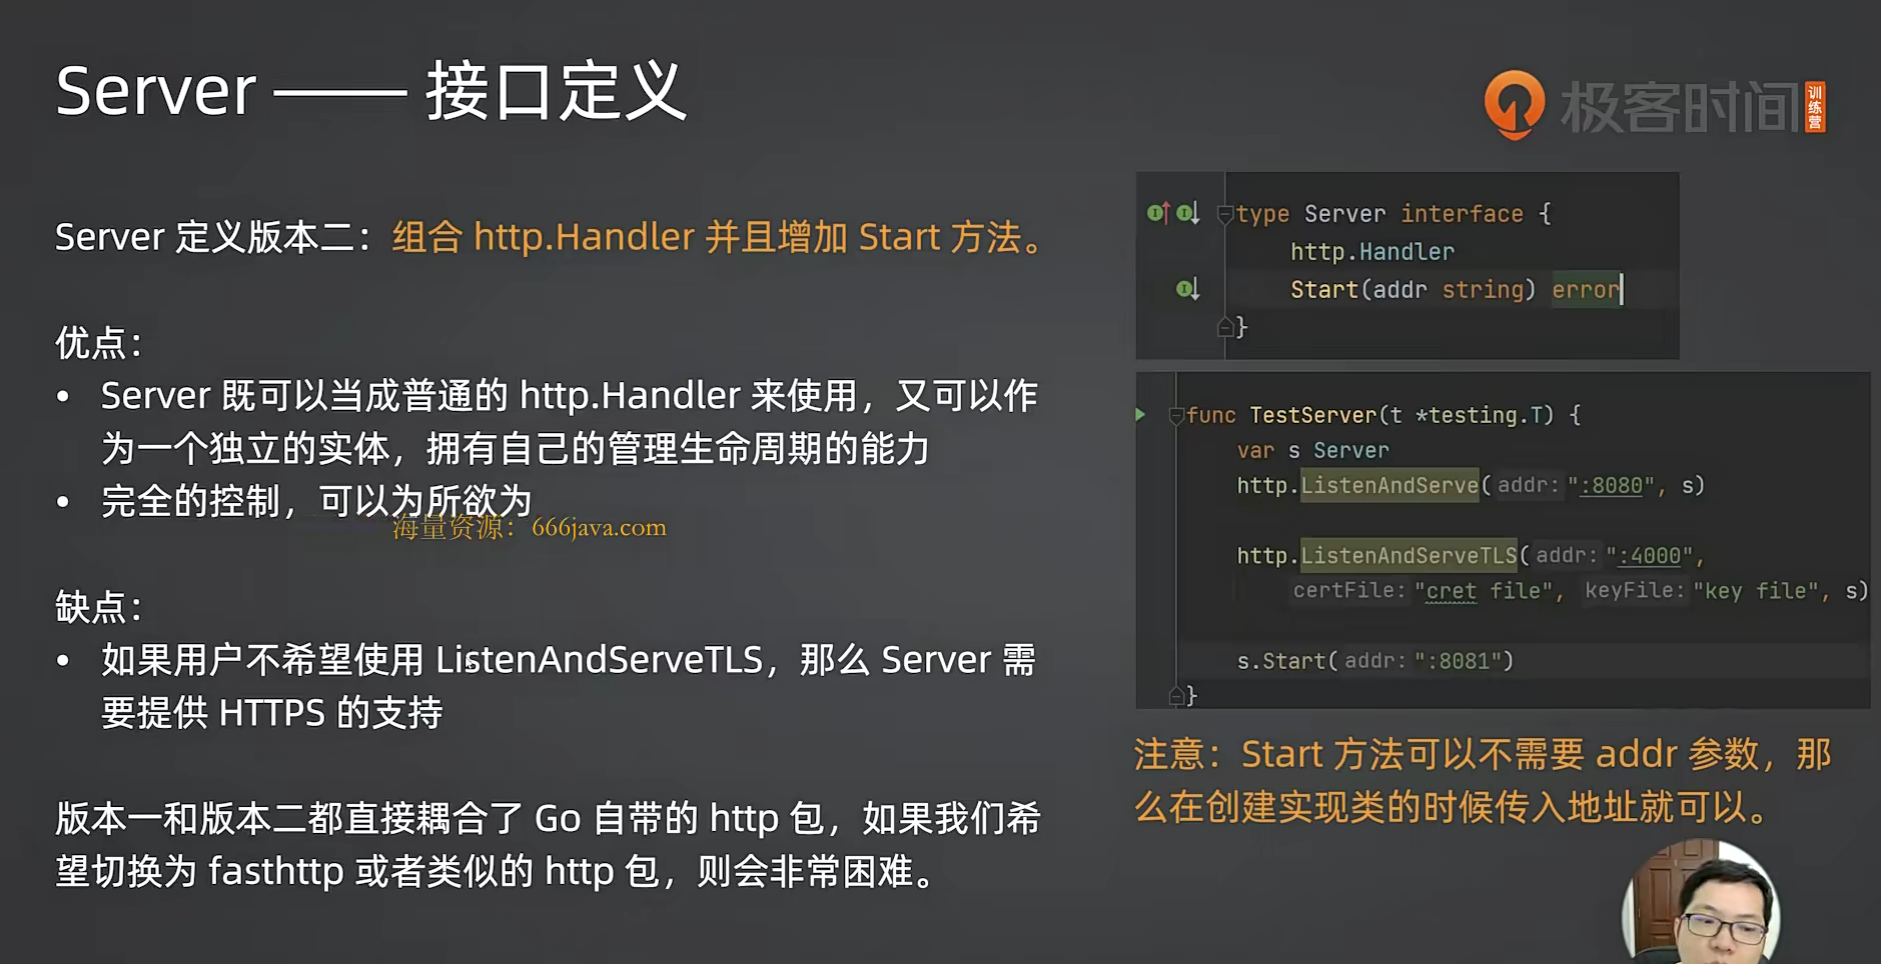 Server —— 接口定义
极客时间
训练营
Server 定义版本二：组合 http.Handler 并且增加 Start 方法。
优点：
• Server 既可以当成普通的 http.Handler 来使用，又可以作
为一个独立的实体，拥有自己的管理生命周期的能力
• 完全的控制，可以为所欲为
海量资源：666java.com
缺点：
• 如果用户不希望使用 ListenAndServeTLS，那么 Server 需
要提供 HTTPS 的支持
版本一和版本二都直接耦合了 Go 自带的 http 包，如果我们希
望切换为 fasthttp 或者类似的 http 包，则会非常困难。
type Server interface {
http.Handler
Start(addr string) error
}
func TestServer(t *testing.T) {
var s Server
http.ListenAndServe( addr: ":8080", s)
http.ListenAndServeTLS( addr: ":4000",
certFile: "cret file", keyFile: "key file", s)
s.Start( addr: ":8081")
}
注意：Start 方法可以不需要 addr 参数，那
么在创建实现类的时候传入地址就可以。